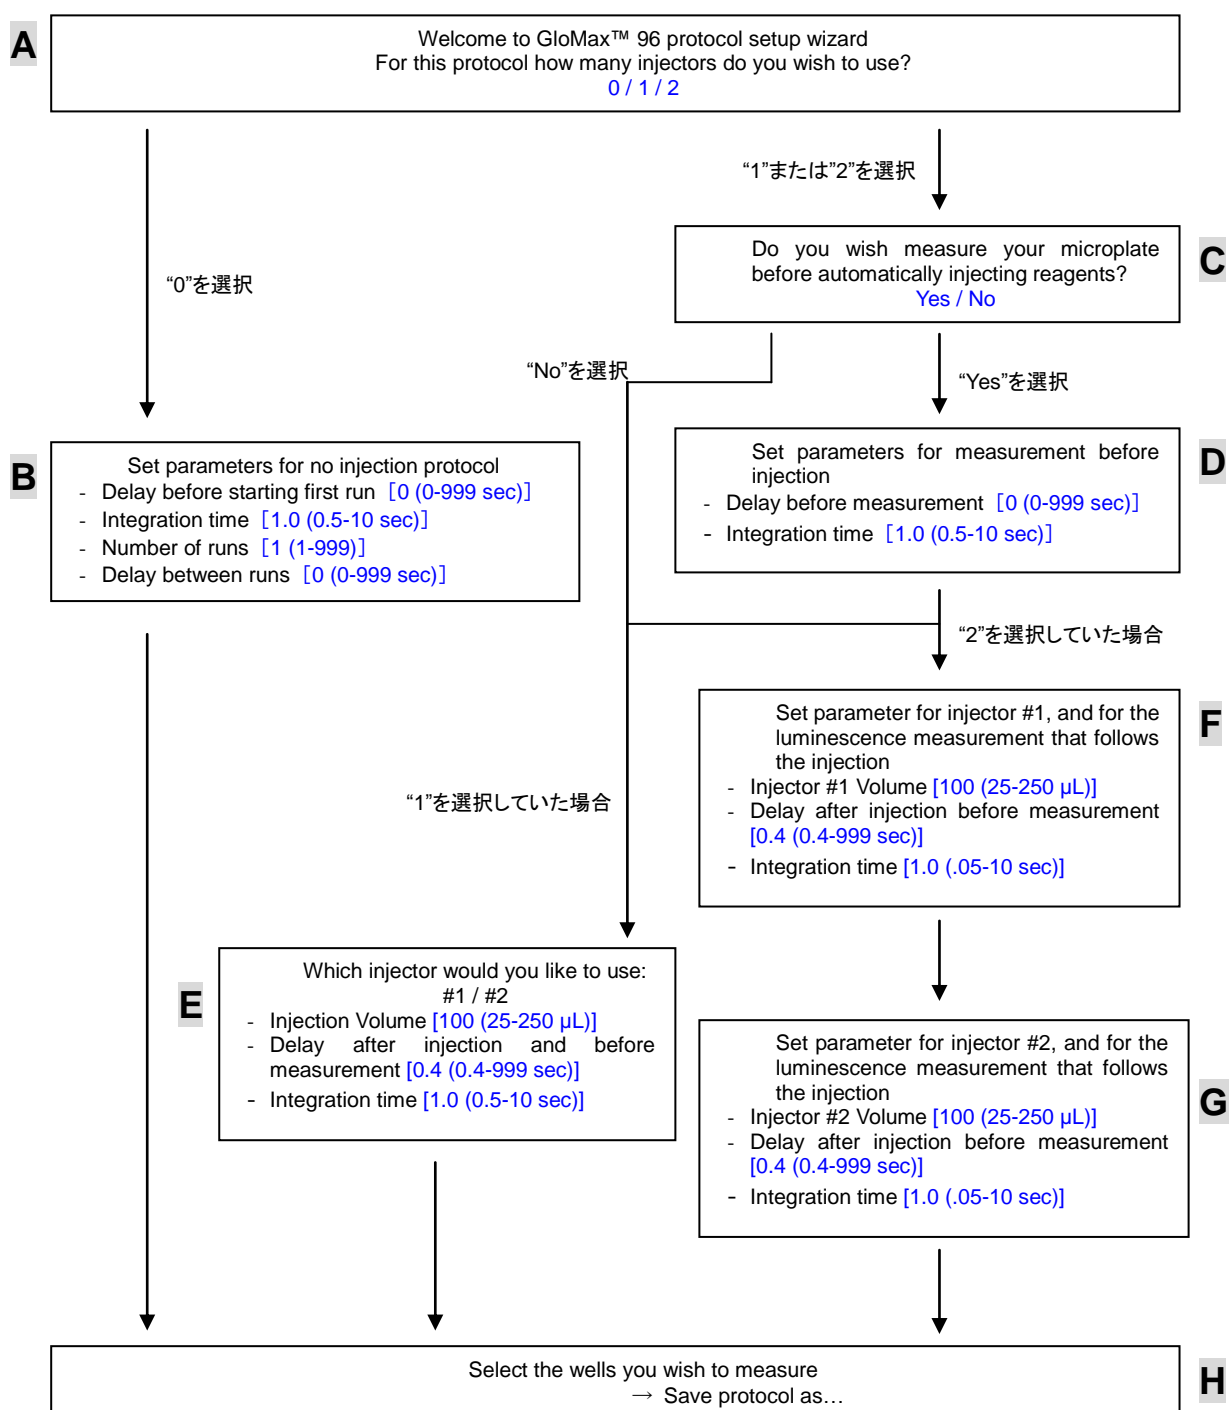 A
Welcome to GloMax™ 96 protocol setup wizard
For this protocol how many injectors do you wish to use?
0 / 1 / 2
“1”または”2”を選択
“0”を選択
C
Do you wish measure your microplate
before automatically injecting reagents?
Yes / No
“No”を選択
“Yes”を選択
B
Set parameters for no injection protocol
- Delay before starting first run［0 (0-999 sec)］
- Integration time［1.0 (0.5-10 sec)］
- Number of runs［1 (1-999)］
- Delay between runs［0 (0-999 sec)］
D
Set parameters for measurement before
injection
- Delay before measurement［0 (0-999 sec)］
- Integration time［1.0 (0.5-10 sec)］
“2”を選択していた場合
“1”を選択していた場合
F
Set parameter for injector #1, and for the
luminescence measurement that follows
the injection
- Injector #1 Volume [100 (25-250 µL)]
- Delay after injection before measurement
[0.4 (0.4-999 sec)]
- Integration time [1.0 (.05-10 sec)]
E
Which injector would you like to use:
#1 / #2
- Injection Volume [100 (25-250 µL)]
- Delay after injection and before
measurement [0.4 (0.4-999 sec)]
- Integration time [1.0 (0.5-10 sec)]
G
Set parameter for injector #2, and for the
luminescence measurement that follows
the injection
- Injector #2 Volume [100 (25-250 µL)]
- Delay after injection before measurement
[0.4 (0.4-999 sec)]
- Integration time [1.0 (.05-10 sec)]
H
Select the wells you wish to measure
→ Save protocol as…